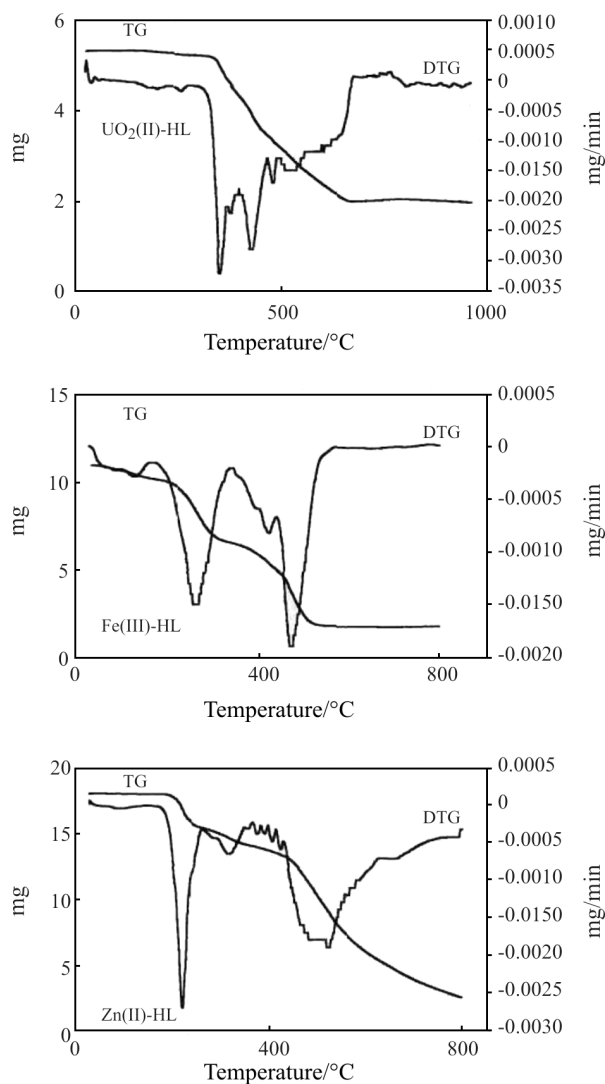 6
0.0010
TG
0.0005
DTG
0
4
-0.0005
mg
UO2(II)-HL
-0.0010
mg/min
-0.0015
2
-0.0020
-0.0025
-0.0030
0
-0.0035
0
500
1000
Temperature/°C
15
0.0005
TG
DTG
0
10
-0.0005
mg
-0.0010
mg/min
5
-0.0150
Fe(III)-HL
0
-0.0020
0
400
800
Temperature/°C
20
0.0005
TG
0
DTG
15
-0.0005
-0.0010
mg
10
-0.0015
mg/min
-0.0020
5
-0.0025
Zn(II)-HL
0
-0.0030
0
400
800
Temperature/°C